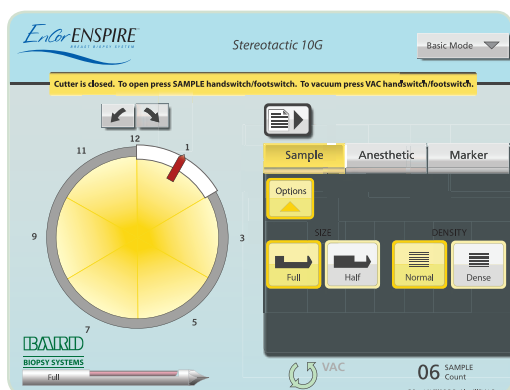 EnCor ENSPIRE
BREAST BIOPSY SYSTEM
Stereotactic 10G
Basic Mode
Cutter is closed. To open press SAMPLE handswitch/footswitch. To vacuum press VAC handswitch/footswitch.
12
11
1
9
3
7
5
Sample
Anesthetic
Marker
Options
SIZE
DENSITY
Full
Half
Normal
Dense
BARD
BIOPSY SYSTEMS
Full
VAC
06 SAMPLE
Count